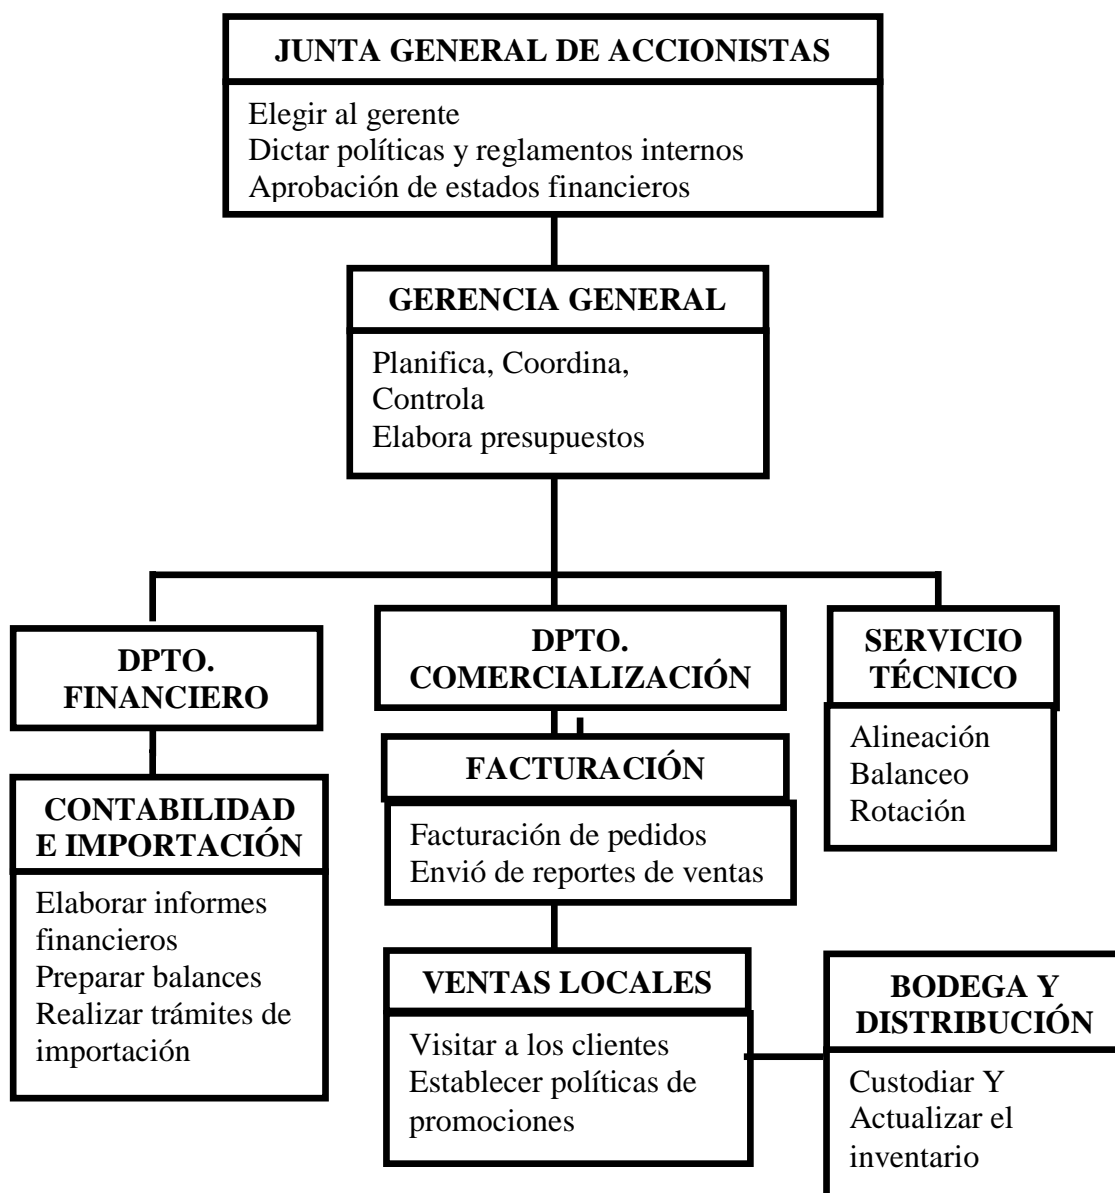 JUNTA GENERAL DE ACCIONISTAS
Elegir al gerente
Dictar políticas y reglamentos internos
Aprobación de estados financieros
GERENCIA GENERAL
Planifica, Coordina,
Controla
Elabora presupuestos
DPTO.
FINANCIERO
CONTABILIDAD
E IMPORTACIÓN
Elaborar informes
financieros
Preparar balances
Realizar trámites de
importación
DPTO.
COMERCIALIZACIÓN
FACTURACIÓN
Facturación de pedidos
Envió de reportes de ventas
VENTAS LOCALES
Visitar a los clientes
Establecer políticas de
promociones
SERVICIO
TÉCNICO
Alineación
Balanceo
Rotación
BODEGA Y
DISTRIBUCIÓN
Custodiar Y
Actualizar el
inventario